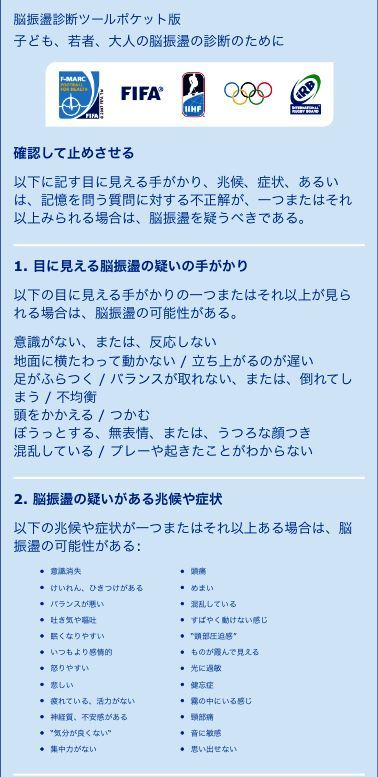 脳振盪診断ツールポケット版
子ども、若者、大人の脳振盪の診断のために
F-MARC
FOOTBALL
FOR HEALTH
FIFA
FIFA®
IIHF
iRB
INTERNATIONAL
RUGBY BOARD
確認して止めさせる
以下に記す目に見える手がかり、兆候、症状、あるい
は、記憶を問う質問に対する不正解が、一つまたはそれ
以上みられる場合は、脳振盪を疑うべきである。
1. 目に見える脳振盪の疑いの手がかり
以下の目に見える手がかりの一つまたはそれ以上が見ら
れる場合は、脳振盪の可能性がある。
意識がない、または、反応しない
地面に横たわって動かない / 立ち上がるのが遅い
足がふらつく / バランスが取れない、または、倒れてし
まう / 不均衡
頭をかかえる / つかむ
ぼうっとする、無表情、または、うつろな顔つき
混乱している / プレーや起きたことがわからない
2. 脳振盪の疑いがある兆候や症状
以下の兆候や症状が一つまたはそれ以上ある場合は、脳
振盪の可能性がある:
• 意識消失
• 頭痛
• けいれん、ひきつけがある
• めまい
• バランスが悪い
• 混乱している
• 吐き気や嘔吐
• すばやく動けない感じ
• 眠くなりやすい
• "頭部圧迫感"
• いつもより感情的
• ものが霞んで見える
• 怒りやすい
• 光に過敏
• 悲しい
• 健忘症
• 疲れている、活力がない
• 霧の中にいる感じ
• 神経質、不安感がある
• 頸部痛
• "気分が良くない"
• 音に敏感
• 集中力がない
• 思い出せない